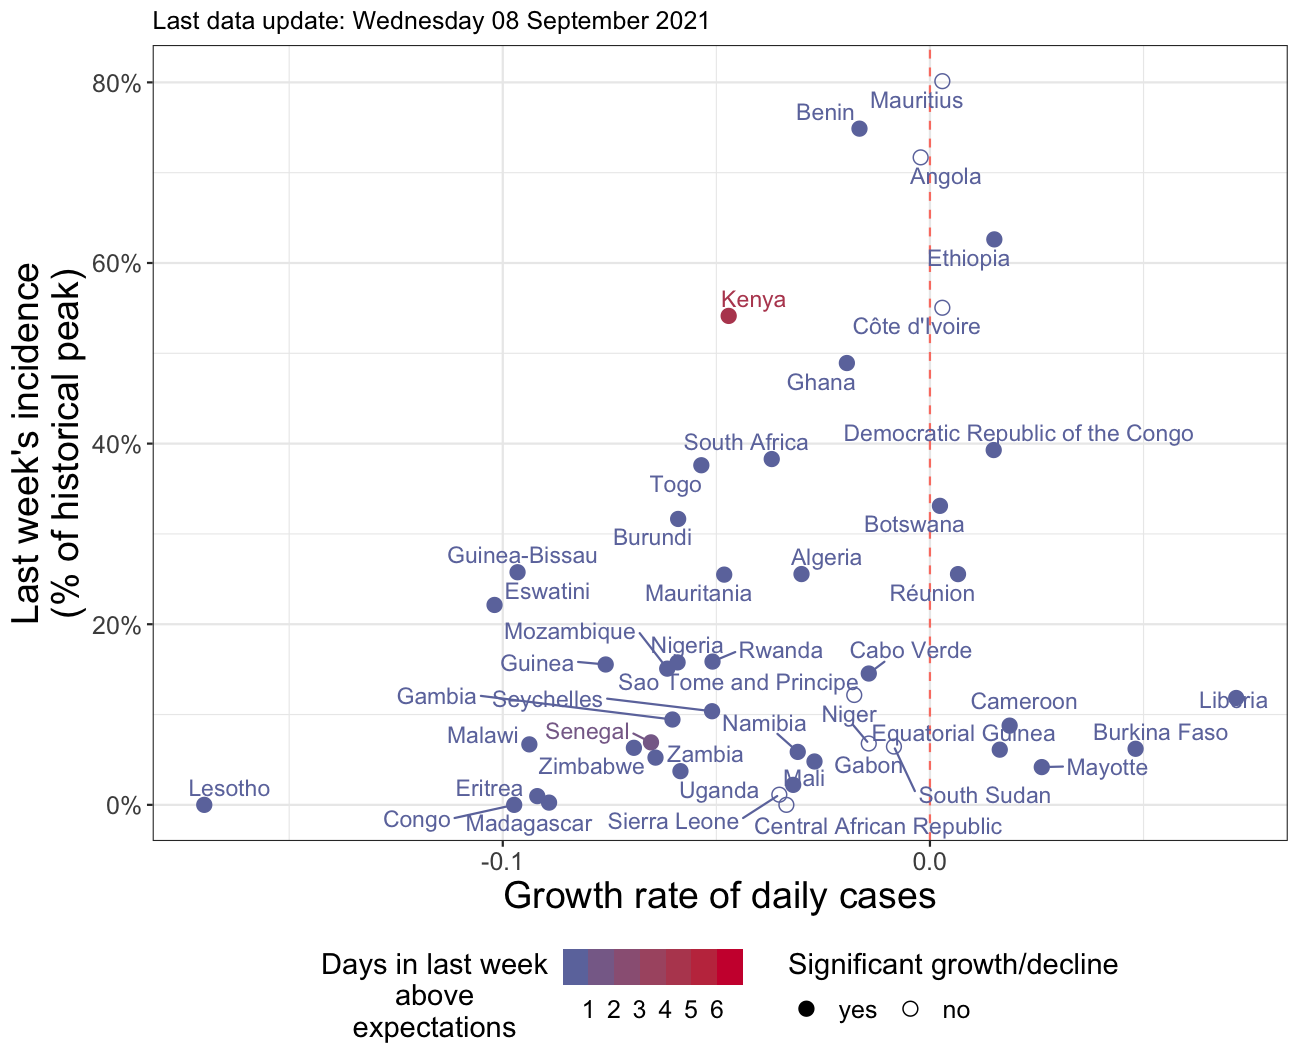 Last data update: Wednesday 08 September 2021
Last week's incidence
(% of historical peak)
80%
60%
40%
20%
0%
Mauritius
Benin
Angola
Ethiopia
Kenya
Côte d'Ivoire
Ghana
Democratic Republic of the Congo
South Africa
Togo
Botswana
Burundi
Guinea-Bissau
Algeria
Eswatini
Mauritania
Réunion
Mozambique
Nigeria
Rwanda
Cabo Verde
Guinea
Sao Tome and Principe
Gambia
Seychelles
Liberia
Cameroon
Niger
Namibia
Senegal
Malawi
Equatorial Guinea
Burkina Faso
Zambia
Zimbabwe
Gabon
Mayotte
Mali
Lesotho
Eritrea
Uganda
South Sudan
Congo
Madagascar
Sierra Leone
Central African Republic
-0.1
0.0
Growth rate of daily cases
Days in last week
above
expectations
1 2 3 4 5 6
Significant growth/decline
yes
no